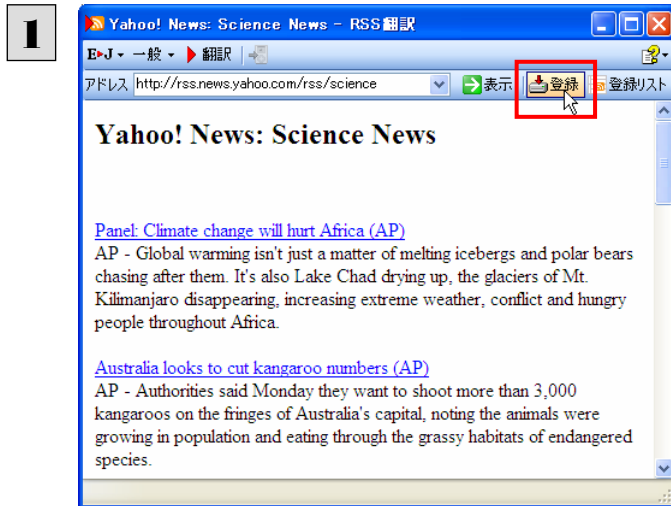 1
Yahoo! News: Science News - RSS翻訳
E▸J 一般 翻訳
アドレス http://rss.news.yahoo.com/rss/science 表示 登録 登録リスト
Yahoo! News: Science News
Panel: Climate change will hurt Africa (AP)
AP - Global warming isn't just a matter of melting icebergs and polar bears
chasing after them. It's also Lake Chad drying up, the glaciers of Mt.
Kilimanjaro disappearing, increasing extreme weather, conflict and hungry
people throughout Africa.
Australia looks to cut kangaroo numbers (AP)
AP - Authorities said Monday they want to shoot more than 3,000
kangaroos on the fringes of Australia's capital, noting the animals were
growing in population and eating through the grassy habitats of endangered
species.